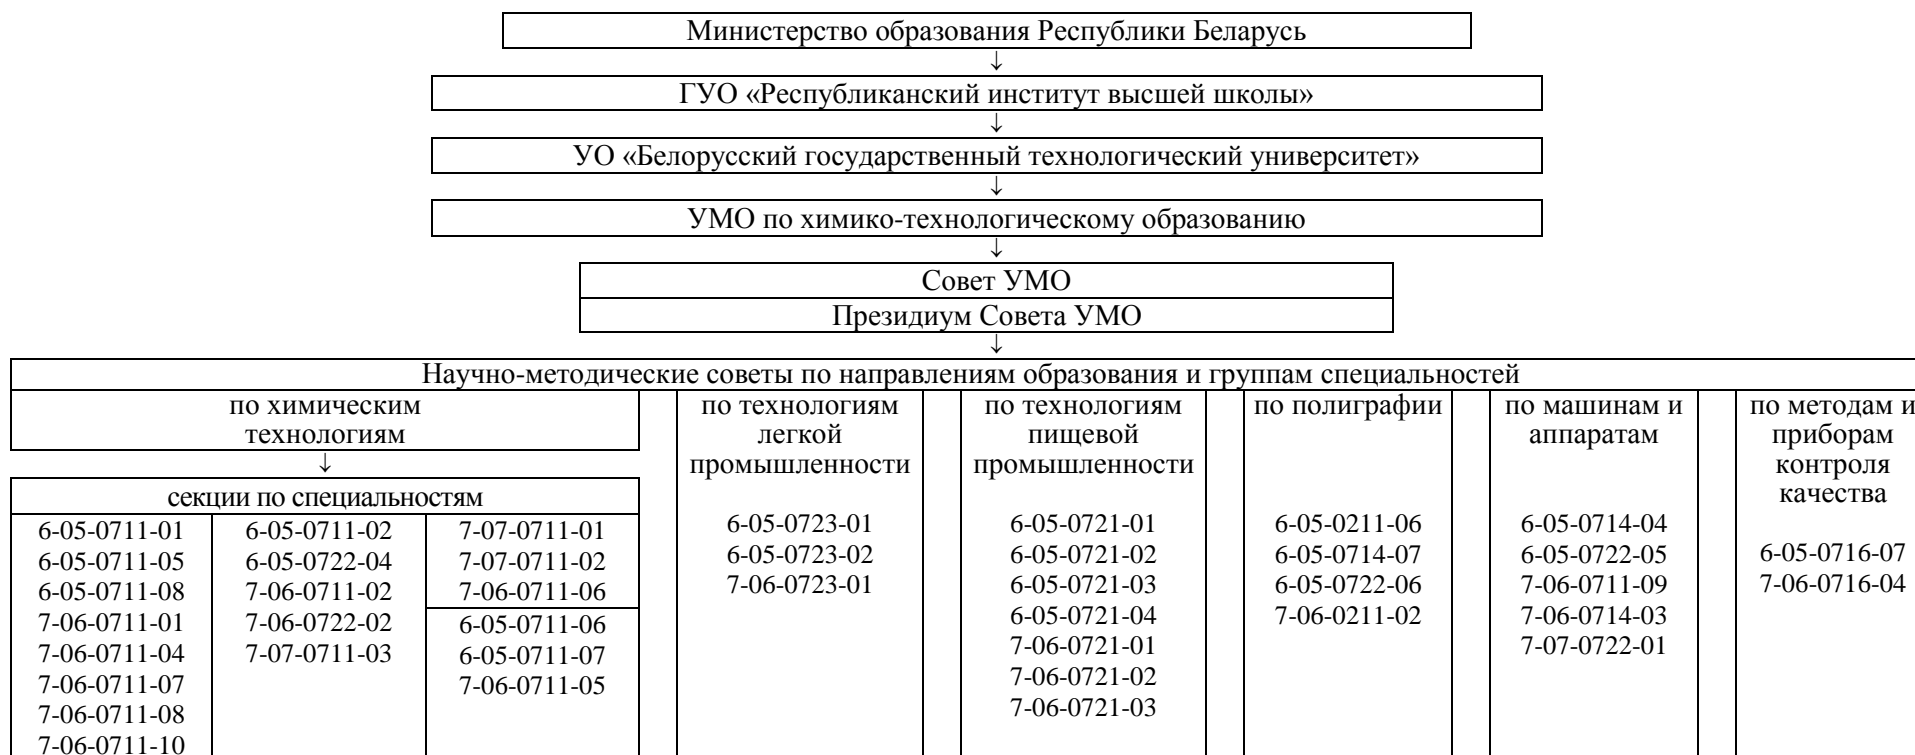 Министерство образования Республики Беларусь
↓
ГУО «Республиканский институт высшей школы»
↓
УО «Белорусский государственный технологический университет»
↓
УМО по химико-технологическому образованию
↓
Совет УМО
Президиум Совета УМО
↓
Научно-методические советы по направлениям образования и группам специальностей
по химическим
технологиям
↓
секции по специальностям
6-05-0711-01
6-05-0711-05
6-05-0711-08
7-06-0711-01
7-06-0711-04
7-06-0711-07
7-06-0711-08
7-06-0711-10
6-05-0711-02
6-05-0722-04
7-06-0711-02
7-06-0722-02
7-07-0711-03
7-07-0711-01
7-07-0711-02
7-06-0711-06
6-05-0711-06
6-05-0711-07
7-06-0711-05
по технологиям
легкой
промышленности
6-05-0723-01
6-05-0723-02
7-06-0723-01
по технологиям
пищевой
промышленности
6-05-0721-01
6-05-0721-02
6-05-0721-03
6-05-0721-04
7-06-0721-01
7-06-0721-02
7-06-0721-03
по полиграфии
6-05-0211-06
6-05-0714-07
6-05-0722-06
7-06-0211-02
по машинам и
аппаратам
6-05-0714-04
6-05-0722-05
7-06-0711-09
7-06-0714-03
7-07-0722-01
по методам и
приборам
контроля
качества
6-05-0716-07
7-06-0716-04